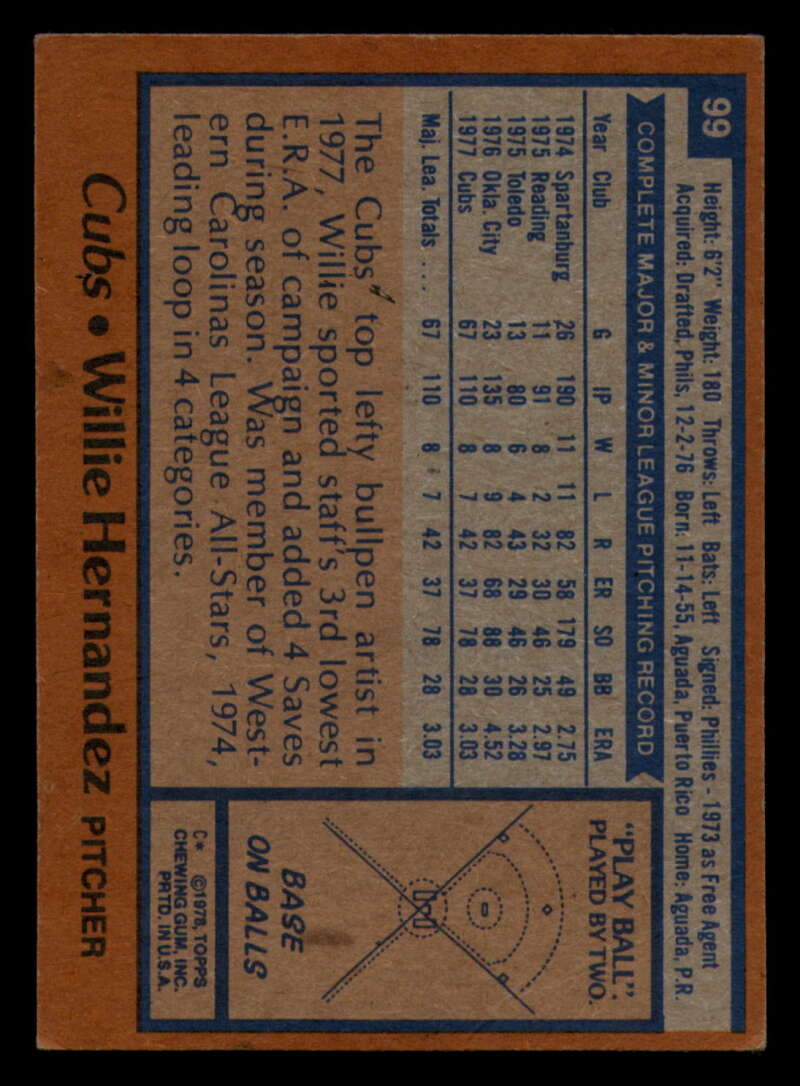 99
Height: 6'2" Weight: 180 Throws: Left Bats: Left Signed: Phillies - 1973 as Free Agent
Acquired: Drafted, Phils, 12-2-76 Born: 11-14-55, Aguada, Puerto Rico Home: Aguada, P.R.
COMPLETE MAJOR & MINOR LEAGUE PITCHING RECORD
Year Club G IP W L R ER SO BB ERA
1974 Spartanburg 26 190 11 11 82 58 179 49 2.75
1975 Reading 11 91 8 2 32 30 46 25 2.97
1975 Toledo 13 80 6 4 43 29 46 26 3.28
1976 Okla. City 23 135 8 9 82 68 88 30 4.52
1977 Cubs 67 110 8 7 42 37 78 28 3.03
Maj. Lea. Totals .... 67 110 8 7 42 37 78 28 3.03
The Cubs' top lefty bullpen artist in
1977, Willie sported staff's 3rd lowest
E.R.A. of campaign and added 4 Saves
during season. Was member of West-
ern Carolinas League All-Stars, 1974,
leading loop in 4 categories.
"PLAY BALL"
PLAYED BY TWO.
BASE
ON BALLS
C* ©1978, TOPPS
CHEWING GUM, INC.
PRTD. IN U.S.A.
Cubs • Willie Hernandez PITCHER